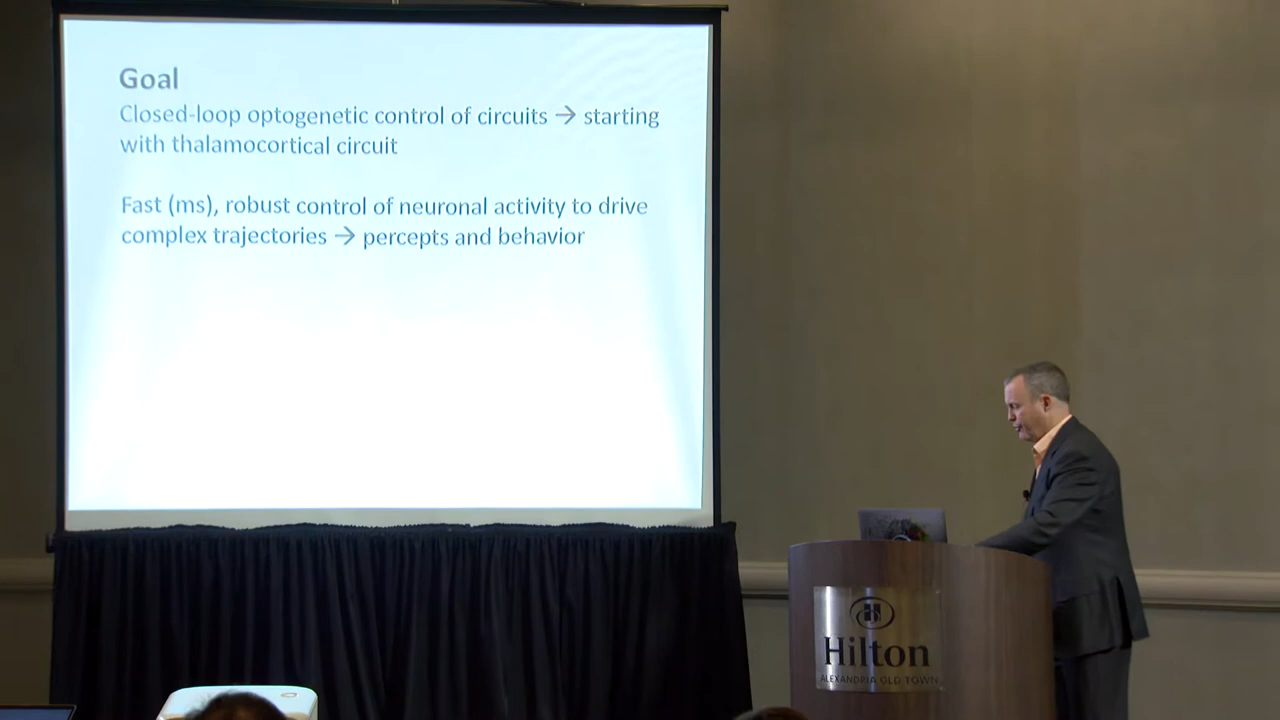 Goal
Closed-loop optogenetic control of circuits → starting
with thalamocortical circuit
Fast (ms), robust control of neuronal activity to drive
complex trajectories → percepts and behavior
Hilton
ALEXANDRIA OLD TOWN